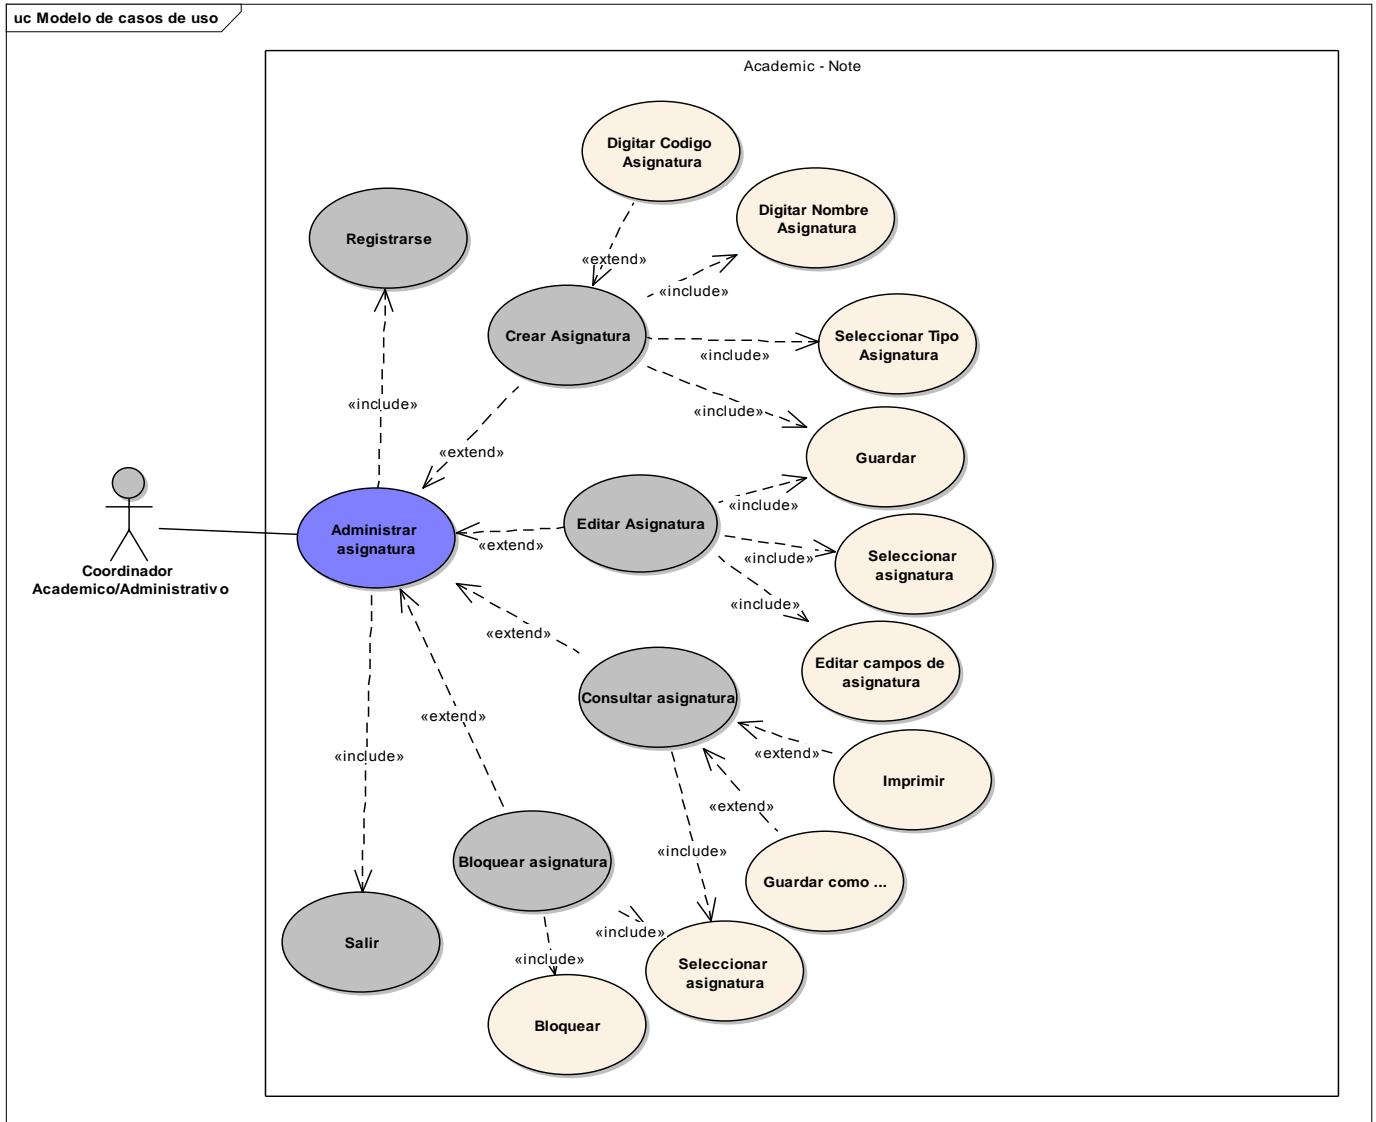 uc Modelo de casos de uso
Academic - Note
Digitar Codigo
Asignatura
Digitar Nombre
Asignatura
Registrarse
«extend»
«include»
Crear Asignatura
Seleccionar Tipo
Asignatura
«include»
«include»
«include»
«extend»
Guardar
Coordinador
Academico/Administrativo
Administrar
asignatura
Editar Asignatura
«include»
«extend»
«include»
Seleccionar
asignatura
«include»
«extend»
Editar campos de
asignatura
Consultar asignatura
«extend»
«include»
«extend»
Imprimir
«extend»
Bloquear asignatura
«include»
Guardar como ...
«include»
Salir
«include»
Seleccionar
asignatura
Bloquear